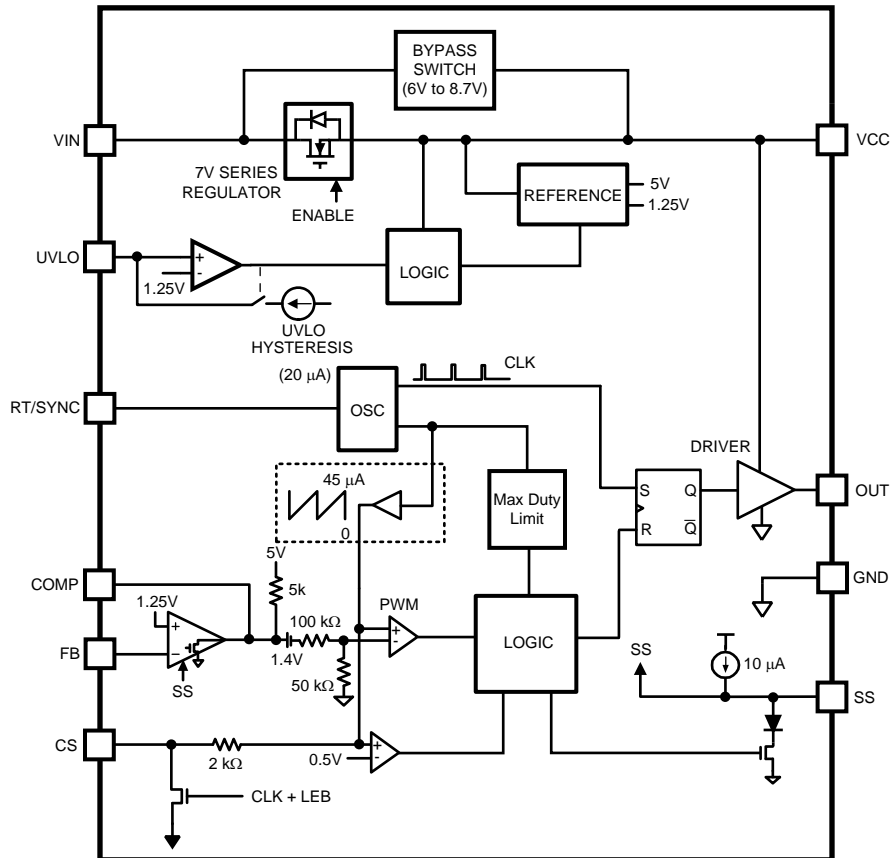 BYPASS
SWITCH
(6V to 8.7V)
VIN
VCC
7V SERIES
REGULATOR
ENABLE
REFERENCE
5V
1.25V
UVLO
+
-
1.25V
LOGIC
UVLO
HYSTERESIS
(20 μA)
CLK
RT/SYNC
OSC
DRIVER
45 μA
0
Max Duty
Limit
S
Q
R
Q̅
OUT
5V
5k
COMP
GND
1.25V
+
−
100 kΩ
PWM
+
-
LOGIC
FB
1.4V
SS
50 kΩ
SS
10 μA
SS
CS
2 kΩ
0.5V
+
-
CLK + LEB